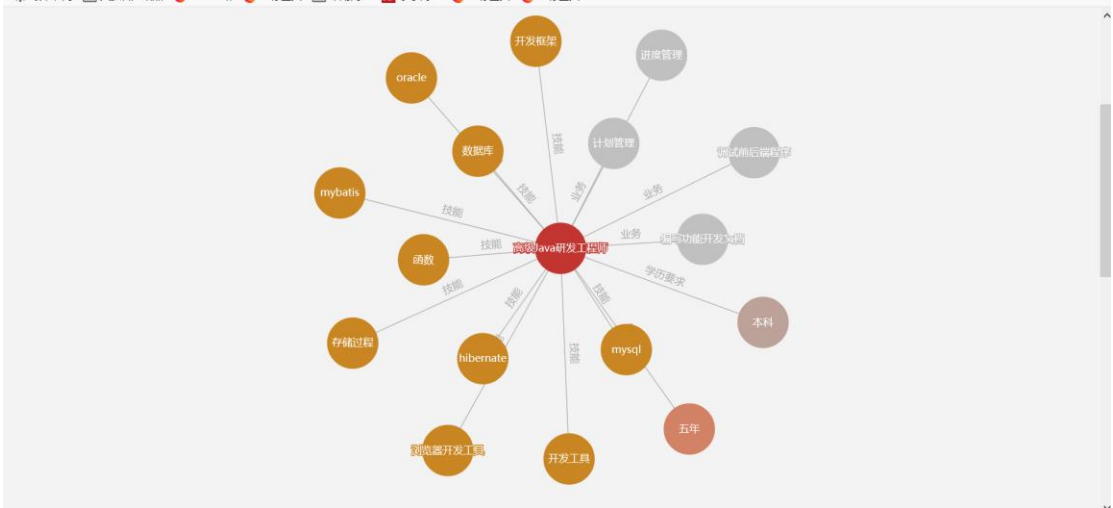 开发框架
进度管理
oracle
技能
计划管理
数据库
调试前后端程序
技能
业务
业务
mybatis
技能
业务
编写功能开发文档
技能
高级Java研发工程师
函数
学历要求
技能
技能
技能
本科
存储过程
hibernate
技能
mysql
五年
浏览器开发工具
开发工具